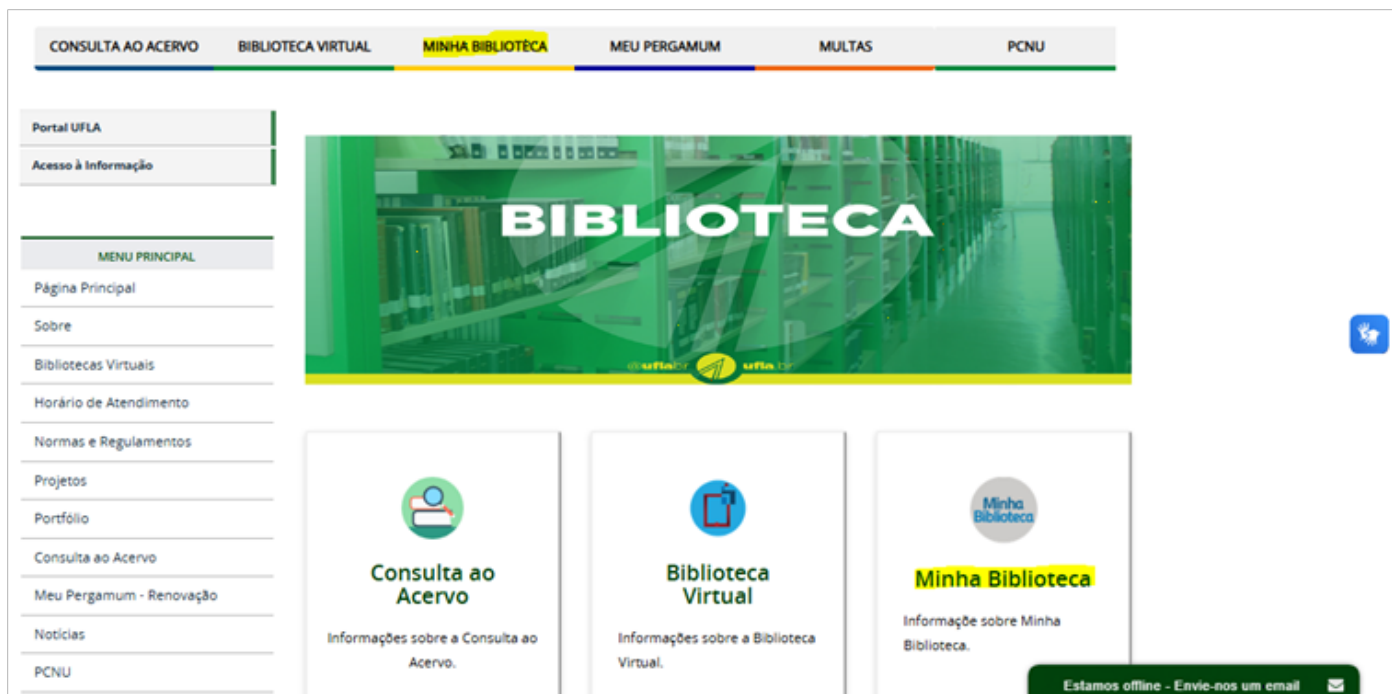 CONSULTA AO ACERVO BIBLIOTECA VIRTUAL MINHA BIBLIOTECA MEU PERGAMUM MULTAS PCNU
Portal UFLA
Acesso à Informação
BIBLIOTECA
@uflabr ufla.br
MENU PRINCIPAL
Página Principal
Sobre
Bibliotecas Virtuais
Horário de Atendimento
Normas e Regulamentos
Projetos
Portfólio
Consulta ao Acervo
Meu Pergamum - Renovação
Notícias
PCNU
Consulta ao
Acervo
Informações sobre a Consulta ao
Acervo.
Biblioteca
Virtual
Informações sobre a Biblioteca
Virtual.
Minha
Biblioteca
Minha Biblioteca
Informaçõe sobre Minha
Biblioteca.
Estamos offline - Envie-nos um email